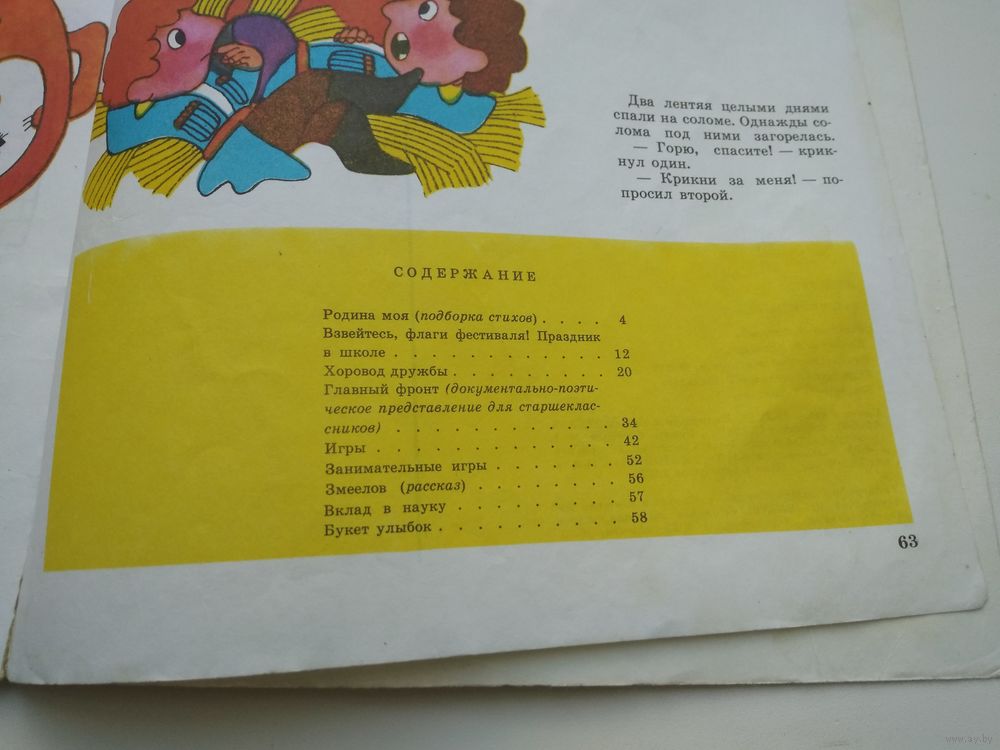 Два лентяя целыми днями
спали на соломе. Однажды со-
лома под ними загорелась.
— Горю, спасите! — крик-
нул один.
— Крикни за меня! — по-
просил второй.
СОДЕРЖАНИЕ
Родина моя (подборка стихов) . . . . 4
Взвейтесь, флаги фестиваля! Праздник
в школе . . . . . . . . . . . . 12
Хоровод дружбы . . . . . . . . . 20
Главный фронт (документально-поэти-
ческое представление для старшеклас-
сников) . . . . . . . . . . . . 34
Игры . . . . . . . . . . . . . 42
Занимательные игры . . . . . . . 52
Змеелов (рассказ) . . . . . . . . 56
Вклад в науку . . . . . . . . . 57
Букет улыбок . . . . . . . . . . 58
63
www.ay.by